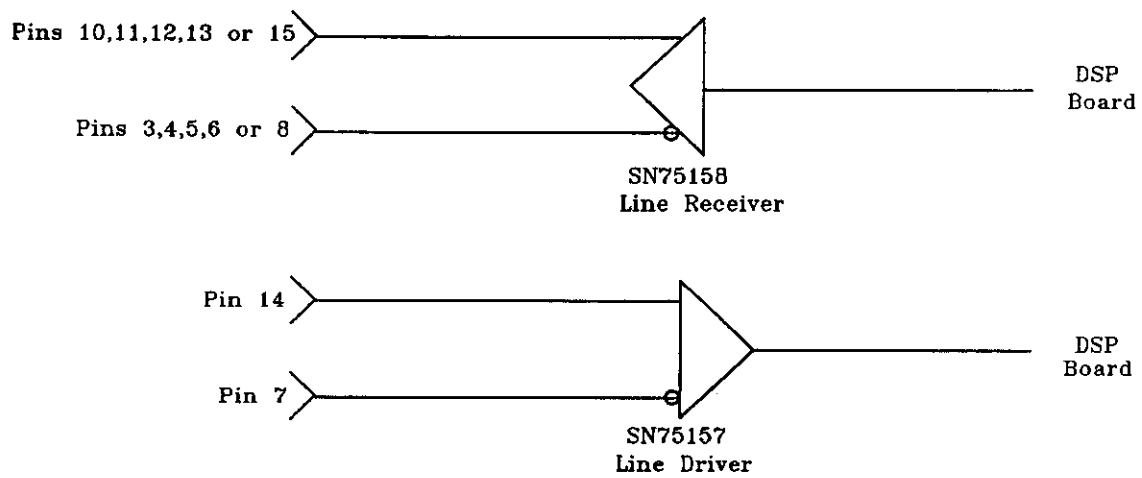 Pins 10,11,12,13 or 15
Pins 3,4,5,6 or 8
DSP
Board
SN75158
Line Receiver
Pin 14
Pin 7
DSP
Board
SN75157
Line Driver